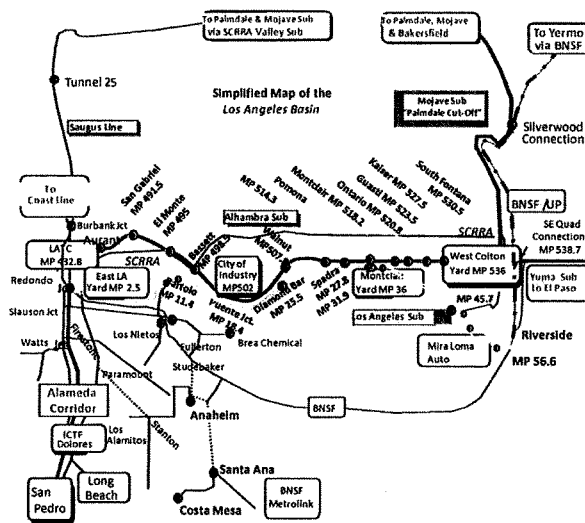 To Palmdale & Mojave Sub
via SCRRA Valley Sub
To Palmdale, Mojave
& Bakersfield
To Yermo
via BNSF
Tunnel 25
Simplified Map of the
Los Angeles Basin
Mojave Sub
"Palmdale Cut-Off"
Silverwood
Connection
Saugus Line
To
Coast Line
San Gabriel
MP 491.5
El Monte
MP 495
Bassett
MP 498.5
MP 514.3
Pomona
Montclair MP 518.2
Ontario MP 520.8
Guasti MP 523.5
Kaiser MP 527.5
South Fontana
MP 530.5
BNSF /UP
Alhambra Sub
Burbank Jct
SCRRA
SE Quad
Connection
MP 538.7
LATC
MP 482.8
SCRRA
City of
Industry
MP502
Walnut
MP507
West Colton
Yard MP 536
East LA
Yard MP 2.5
Bartolo
MP 11.4
Puente Jct.
MP 18.4
Diamond Bar
MP 23.5
Spadra
MP 27.8
MP 31.9
Montclair
Yard MP 36
Yuma Sub
to El Paso
Redondo
MP 45.7
Slauson Jct
Los Angeles Sub
Riverside
MP 56.6
Watts
Firestone
Los Nietos
Fullerton
Brea Chemical
Mira Loma
Auto
Studebaker
Paramount
Alameda
Corridor
Anaheim
BNSF
ICTF
Dolores
Los
Alamitos
Stanton
San
Pedro
Long
Beach
Santa Ana
Costa Mesa
BNSF
Metrolink